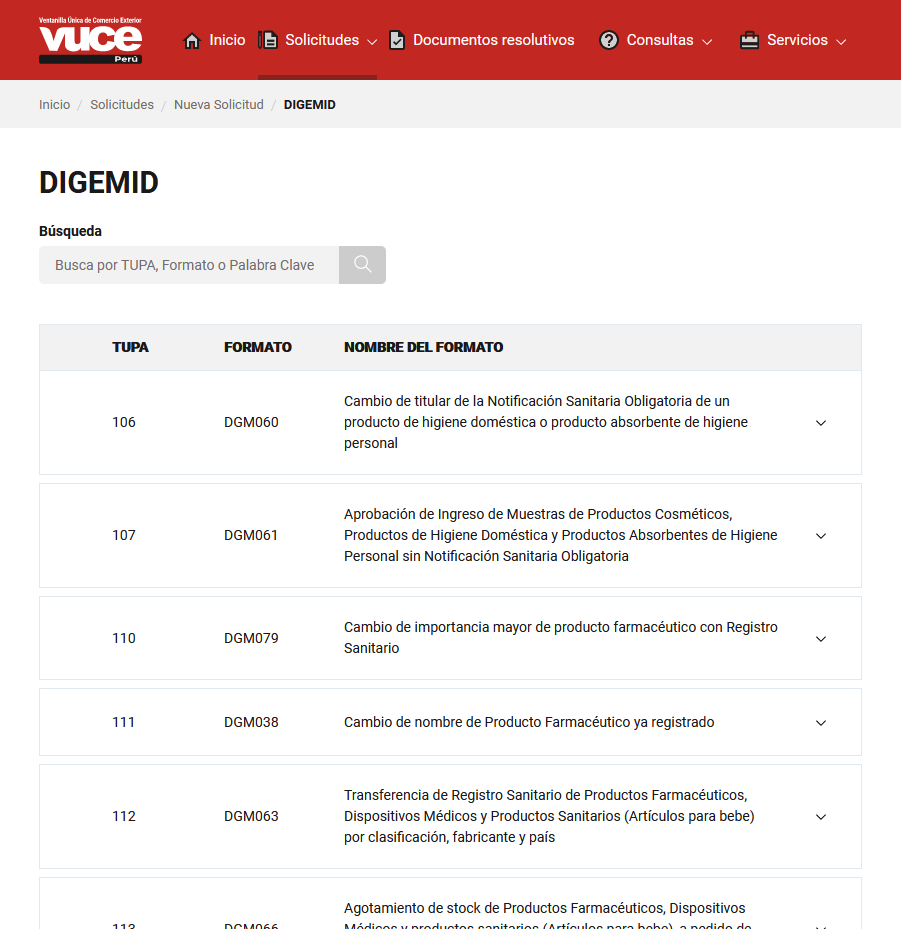 Ventanilla Única de Comercio Exterior
vuce
Perú
Inicio
Solicitudes
Documentos resolutivos
Consultas
Servicios
Inicio / Solicitudes / Nueva Solicitud / DIGEMID
DIGEMID
Búsqueda
Busca por TUPA, Formato o Palabra Clave
TUPA FORMATO NOMBRE DEL FORMATO
106 DGM060
Cambio de titular de la Notificación Sanitaria Obligatoria de un
producto de higiene doméstica o producto absorbente de higiene
personal
107 DGM061
Aprobación de Ingreso de Muestras de Productos Cosméticos,
Productos de Higiene Doméstica y Productos Absorbentes de Higiene
Personal sin Notificación Sanitaria Obligatoria
110 DGM079
Cambio de importancia mayor de producto farmacéutico con Registro
Sanitario
111 DGM038 Cambio de nombre de Producto Farmacéutico ya registrado
112 DGM063
Transferencia de Registro Sanitario de Productos Farmacéuticos,
Dispositivos Médicos y Productos Sanitarios (Artículos para bebe)
por clasificación, fabricante y país
113 DGM066
Agotamiento de stock de Productos Farmacéuticos, Dispositivos
Médicos y productos sanitarios (Artículos para bebe), a pedido de